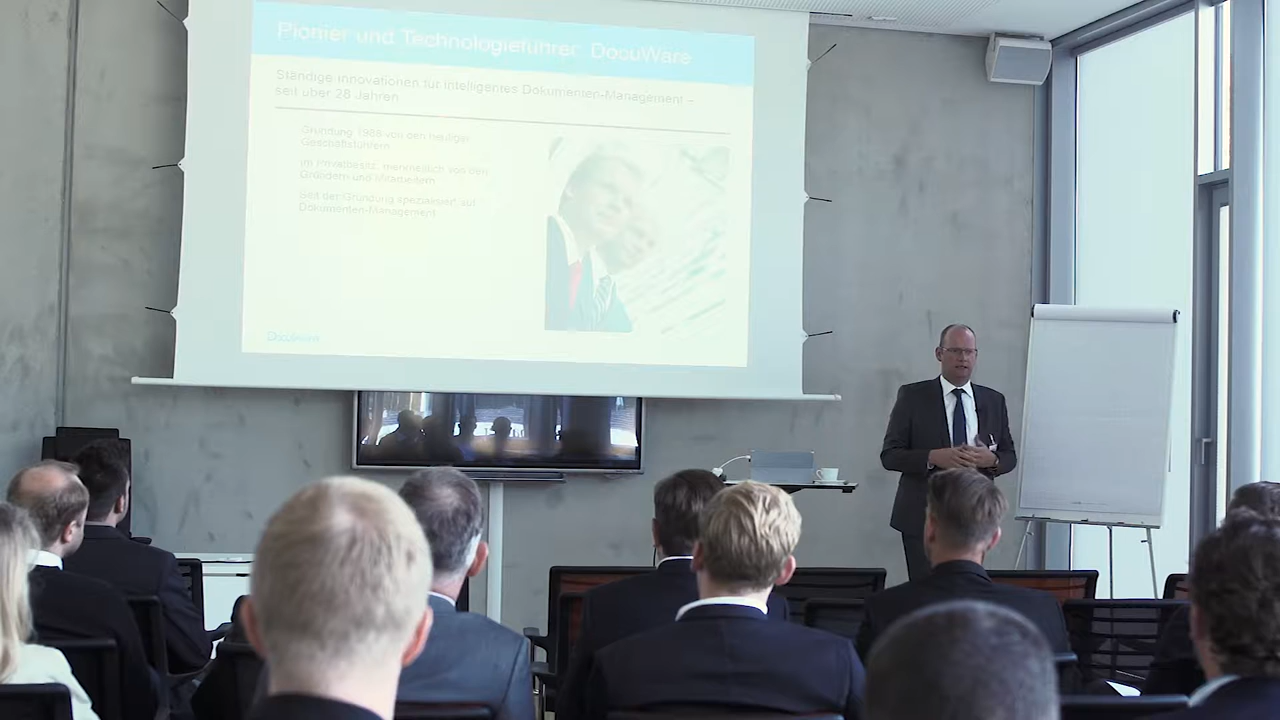 Pionier und Technologieführer: DocuWare
Ständige Innovationen für intelligentes Dokumenten-Management –
seit über 28 Jahren
Gründung 1988 von den heutigen
Geschäftsführern
Im Privatbesitz, mehrheitlich von den
Gründern und Mitarbeitern
Seit der Gründung spezialisiert auf
Dokumenten-Management
DocuWare